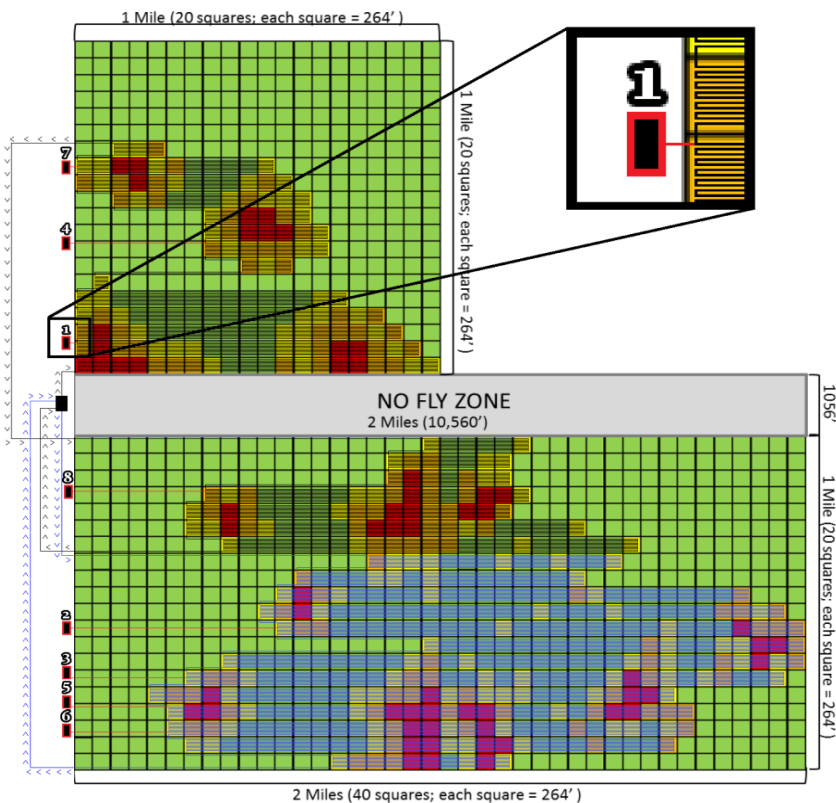 1 Mile (20 squares; each square = 264’)
1
1 Mile (20 squares; each square = 264’)
7
4
1
NO FLY ZONE
2 Miles (10,560’)
1056’
8
1 Mile (20 squares; each square = 264’)
2
3
5
6
2 Miles (40 squares; each square = 264’)